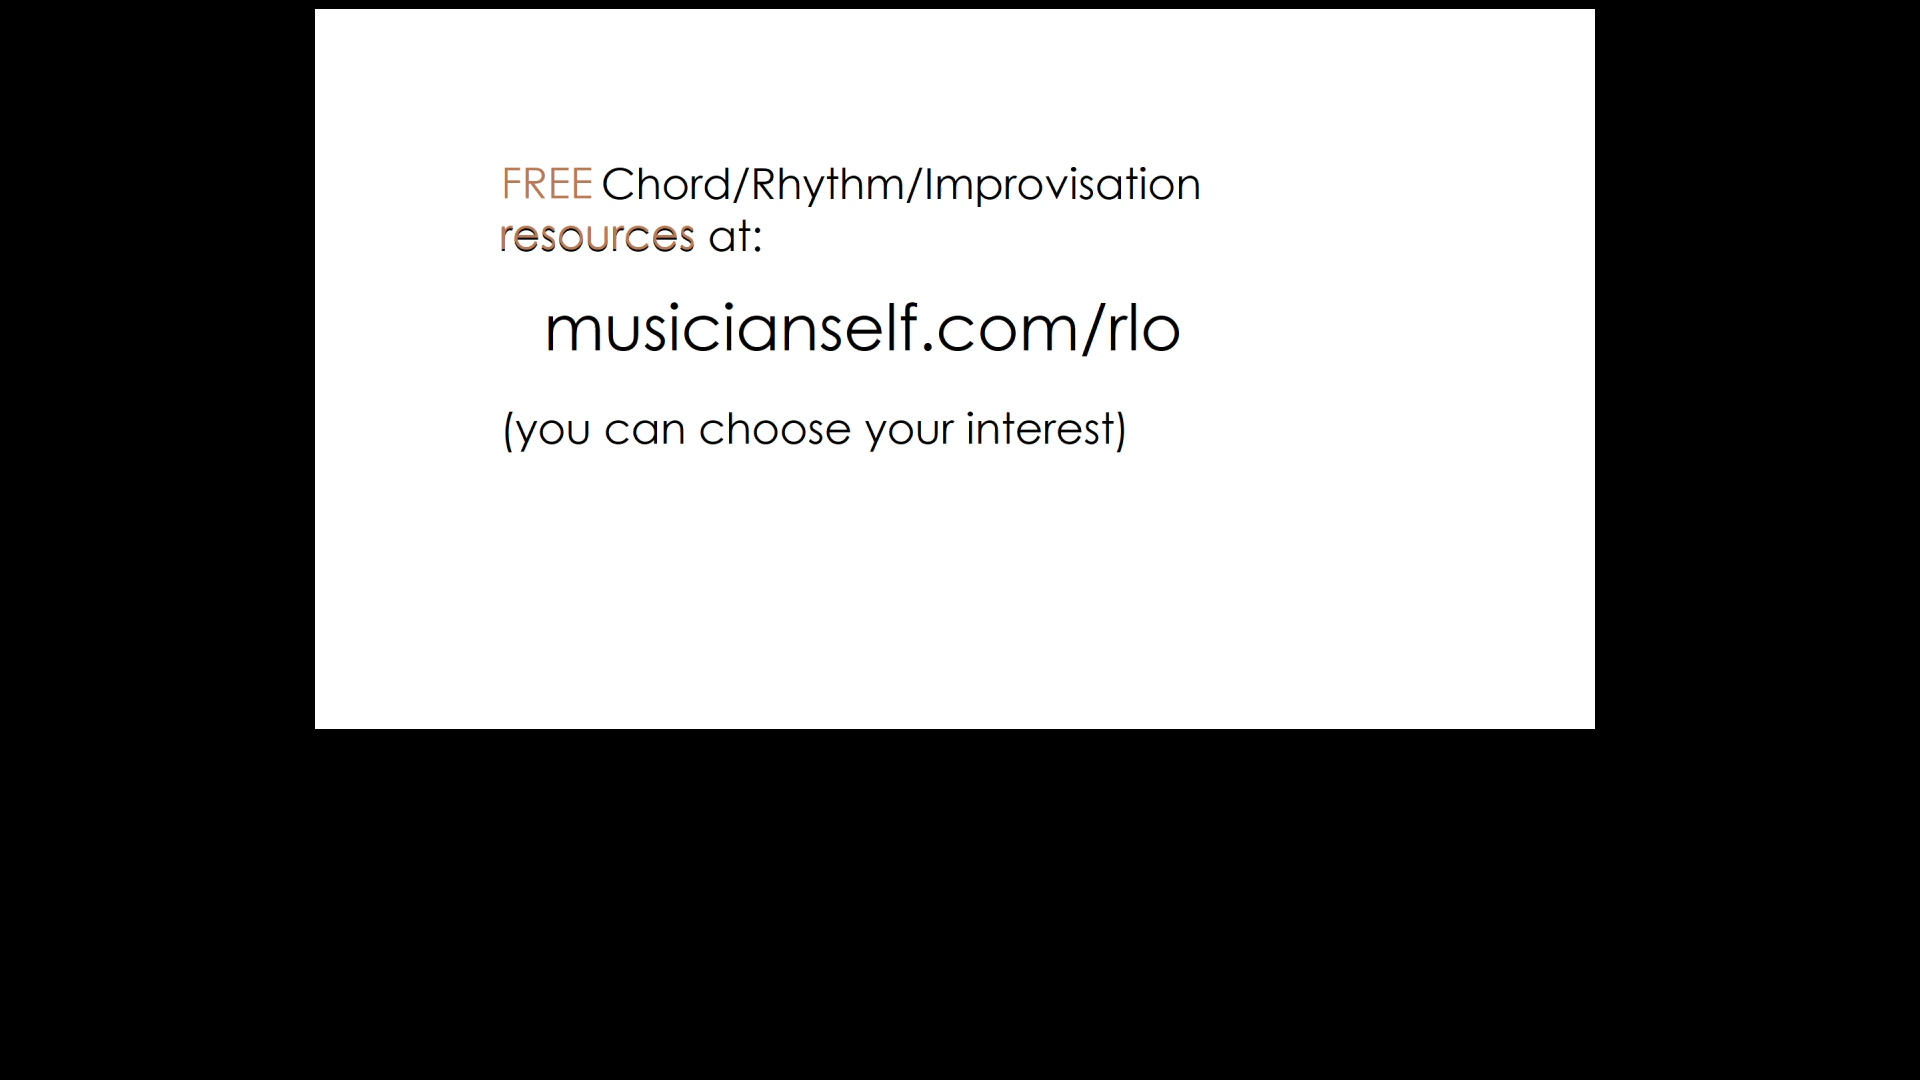 FREE Chord/Rhythm/Improvisation
resources at:
musicianself.com/rlo
(you can choose your interest)